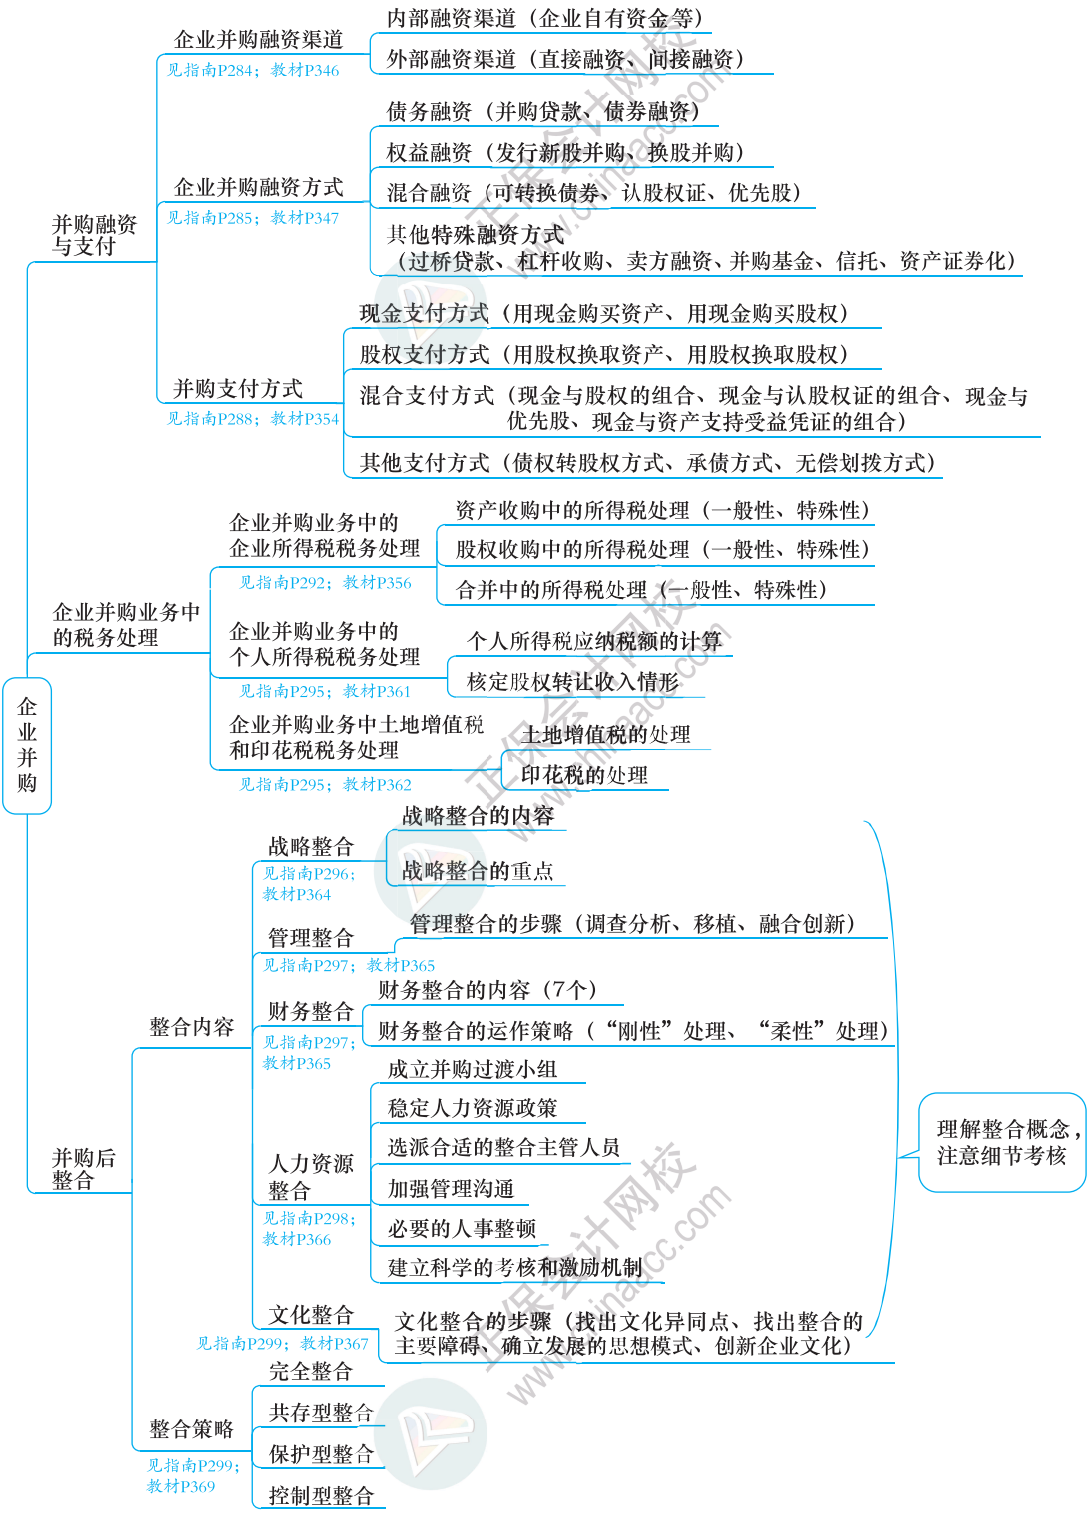 企业并购
并购融资
与支付
企业并购融资渠道
见指南P284；教材P346
内部融资渠道（企业自有资金等）
外部融资渠道（直接融资、间接融资）
企业并购融资方式
见指南P285；教材P347
债务融资（并购贷款、债券融资）
权益融资（发行新股并购、换股并购）
混合融资（可转换债券、认股权证、优先股）
其他特殊融资方式
（过桥贷款、杠杆收购、卖方融资、并购基金、信托、资产证券化）
并购支付方式
见指南P288；教材P354
现金支付方式（用现金购买资产、用现金购买股权）
股权支付方式（用股权换取资产、用股权换取股权）
混合支付方式（现金与股权的组合、现金与认股权证的组合、现金与
优先股、现金与资产支持受益凭证的组合）
其他支付方式（债权转股权方式、承债方式、无偿划拨方式）
企业并购业务中
的税务处理
企业并购业务中的
企业所得税税务处理
见指南P292；教材P356
资产收购中的所得税处理（一般性、特殊性）
股权收购中的所得税处理（一般性、特殊性）
合并中的所得税处理（一般性、特殊性）
企业并购业务中的
个人所得税税务处理
见指南P295；教材P361
个人所得税应纳税额的计算
核定股权转让收入情形
企业并购业务中土地增值税
和印花税税务处理
见指南P295；教材P362
土地增值税的处理
印花税的处理
并购后
整合
整合内容
战略整合
见指南P296；
教材P364
战略整合的内容
战略整合的重点
管理整合
见指南P297；教材P365
管理整合的步骤（调查分析、移植、融合创新）
财务整合
见指南P297；
教材P365
财务整合的内容（7个）
财务整合的运作策略（“刚性”处理、“柔性”处理）
人力资源
整合
见指南P298；
教材P366
成立并购过渡小组
稳定人力资源政策
选派合适的整合主管人员
加强管理沟通
必要的人事整顿
建立科学的考核和激励机制
文化整合
见指南P299；教材P367
文化整合的步骤（找出文化异同点、找出整合的
主要障碍、确立发展的思想模式、创新企业文化）
理解整合概念，
注意细节考核
整合策略
见指南P299；
教材P369
完全整合
共存型整合
保护型整合
控制型整合
正保会计网校
www.chinaacc.com
正保会计网校
www.chinaacc.com
正保会计网校
www.chinaacc.com